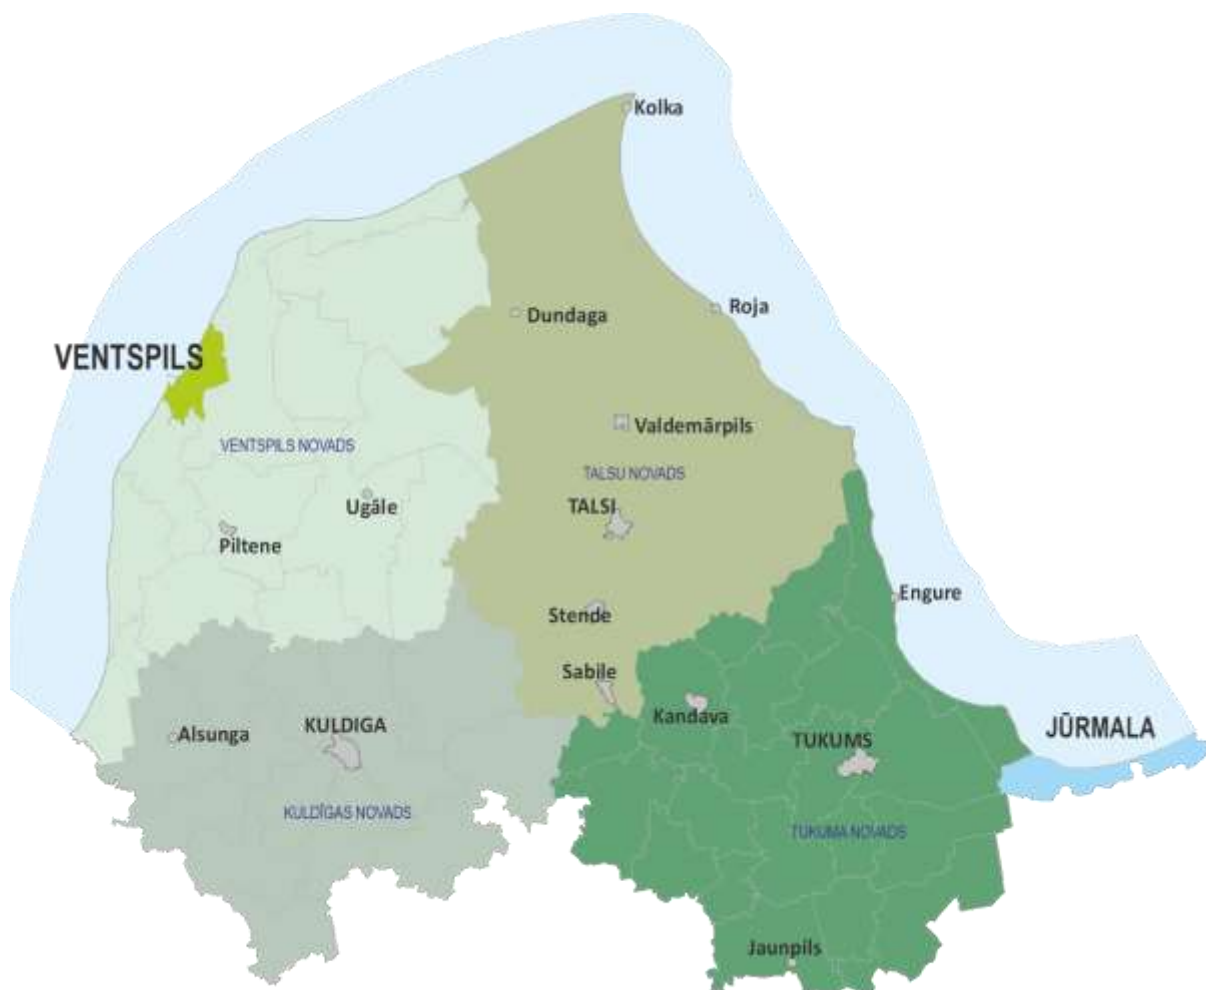 Kolka
Dundaga
Roja
VENTSPILS
Valdemārpils
VENTSPILS NOVADS
TALSU NOVADS
Ugāle
TALSI
Piltene
Engure
Stende
Sabile
Kandava
Alsunga
KULDIGA
TUKUMS
JŪRMALA
KULDĪGAS NOVADS
TUKUMA NOVADS
Jaunpils